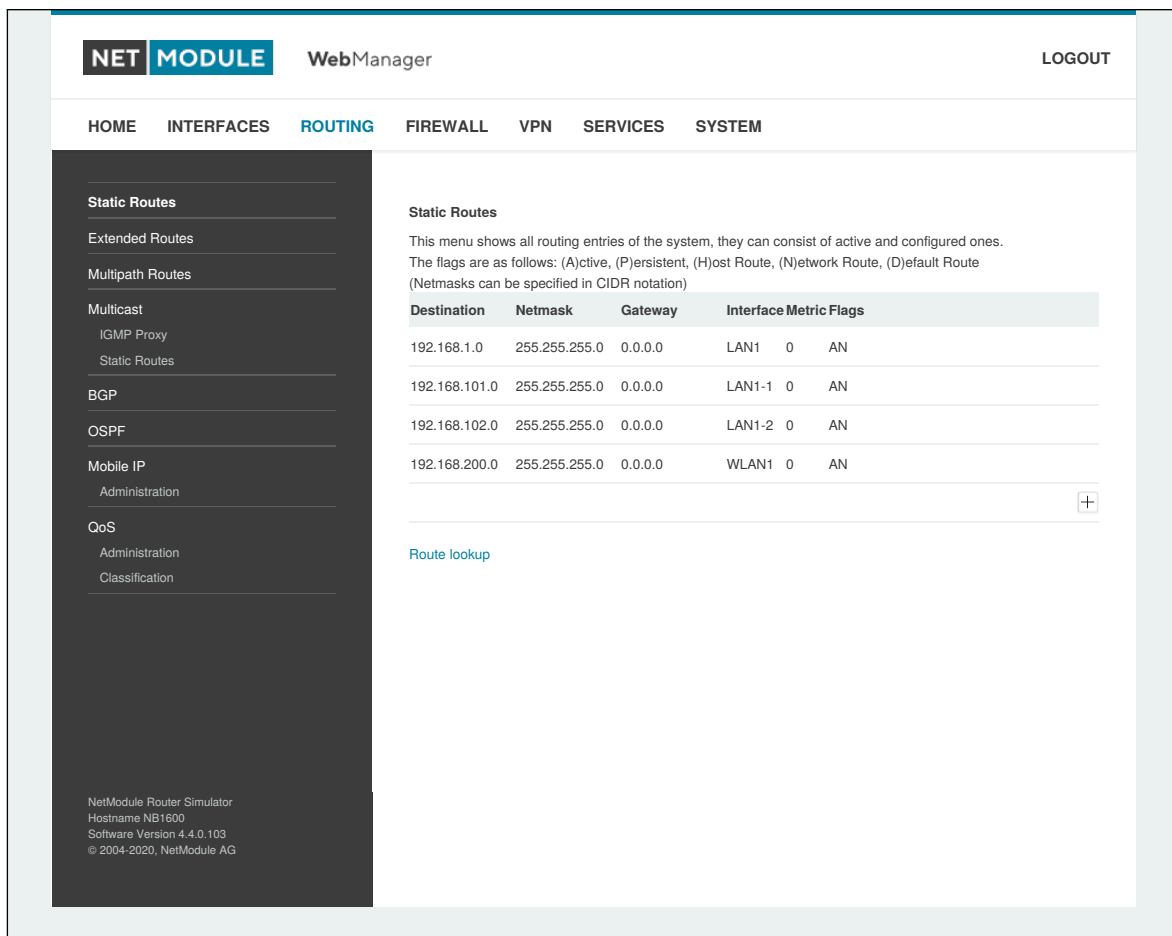 NET MODULE WebManager LOGOUT
HOME INTERFACES ROUTING FIREWALL VPN SERVICES SYSTEM
Static Routes
Extended Routes
Multipath Routes
Multicast
IGMP Proxy
Static Routes
BGP
OSPF
Mobile IP
Administration
QoS
Administration
Classification
NetModule Router Simulator
Hostname NB1600
Software Version 4.4.0.103
© 2004-2020, NetModule AG
Static Routes
This menu shows all routing entries of the system, they can consist of active and configured ones.
The flags are as follows: (A)ctive, (P)ersistent, (H)ost Route, (N)etwork Route, (D)efault Route
(Netmasks can be specified in CIDR notation)
Destination Netmask Gateway Interface Metric Flags
192.168.1.0 255.255.255.0 0.0.0.0 LAN1 0 AN
192.168.101.0 255.255.255.0 0.0.0.0 LAN1-1 0 AN
192.168.102.0 255.255.255.0 0.0.0.0 LAN1-2 0 AN
192.168.200.0 255.255.255.0 0.0.0.0 WLAN1 0 AN
Route lookup